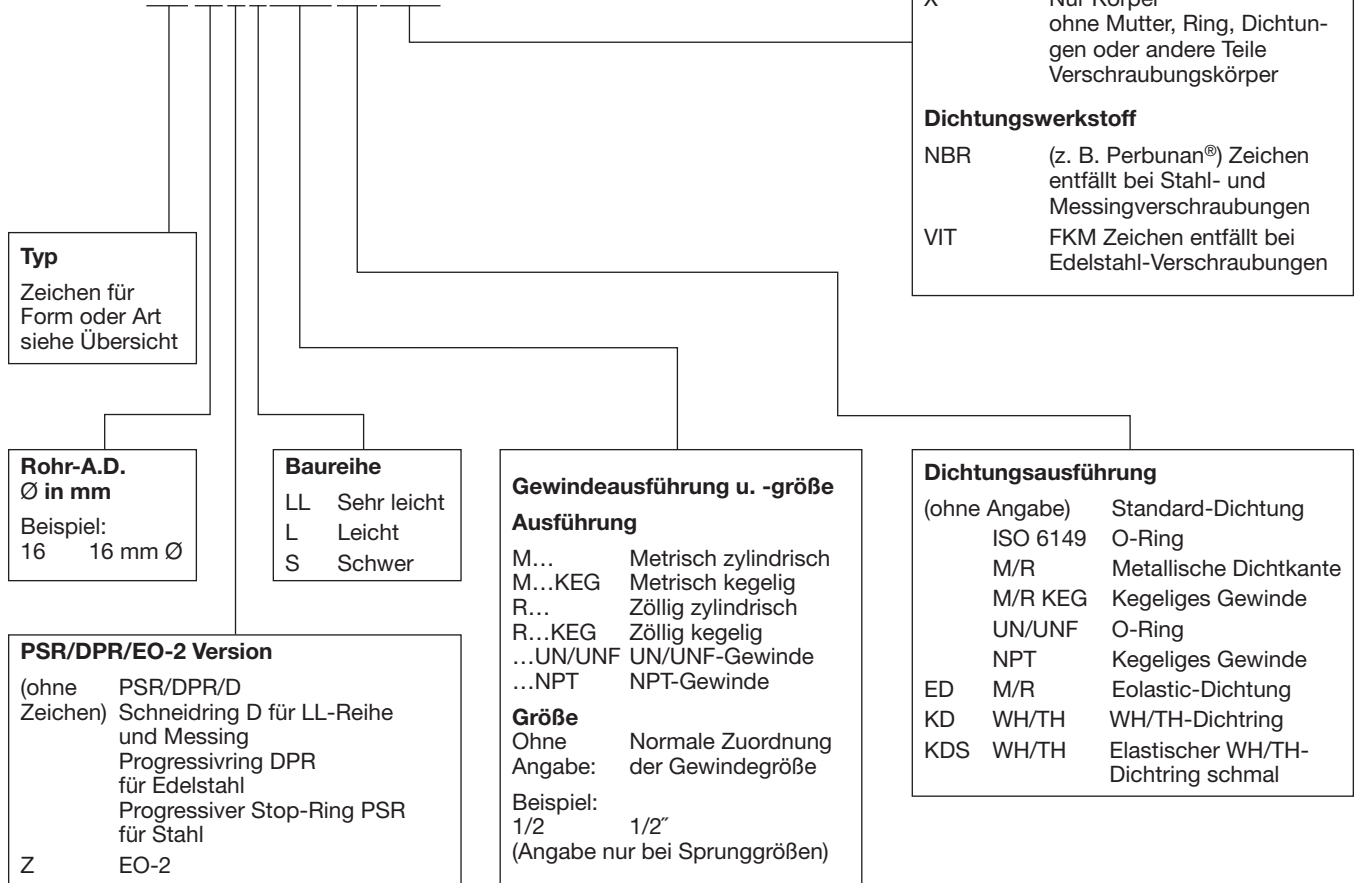 X Nur Körper
ohne Mutter, Ring, Dichtun-
gen oder andere Teile
Verschraubungskörper
Dichtungswerkstoff
NBR (z. B. Perbunan®) Zeichen
entfällt bei Stahl- und
Messingverschraubungen
VIT FKM Zeichen entfällt bei
Edelstahl-Verschraubungen
Typ
Zeichen für
Form oder Art
siehe Übersicht
Rohr-A.D.
Ø in mm
Beispiel:
16 16 mm Ø
Baureihe
LL Sehr leicht
L Leicht
S Schwer
PSR/DPR/EO-2 Version
(ohne PSR/DPR/D
Zeichen) Schneidring D für LL-Reihe
und Messing
Progressivring DPR
für Edelstahl
Progressiver Stop-Ring PSR
für Stahl
Z EO-2
Gewindeausführung u. -größe
Ausführung
M… Metrisch zylindrisch
M…KEG Metrisch kegelig
R… Zöllig zylindrisch
R…KEG Zöllig kegelig
…UN/UNF UN/UNF-Gewinde
…NPT NPT-Gewinde
Größe
Ohne Normale Zuordnung
Angabe: der Gewindegröße
Beispiel:
1/2 1/2˝
(Angabe nur bei Sprunggrößen)
Dichtungsausführung
(ohne Angabe) Standard-Dichtung
ISO 6149 O-Ring
M/R Metallische Dichtkante
M/R KEG Kegeliges Gewinde
UN/UNF O-Ring
NPT Kegeliges Gewinde
ED M/R Eolastic-Dichtung
KD WH/TH WH/TH-Dichtring
KDS WH/TH Elastischer WH/TH-
Dichtring schmal